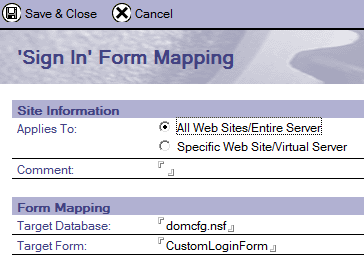 Save & Close Cancel
'Sign In' Form Mapping
Site Information
Applies To: All Web Sites/Entire Server
Specific Web Site/Virtual Server
Comment:
Form Mapping
Target Database: domcfg.nsf
Target Form: CustomLoginForm